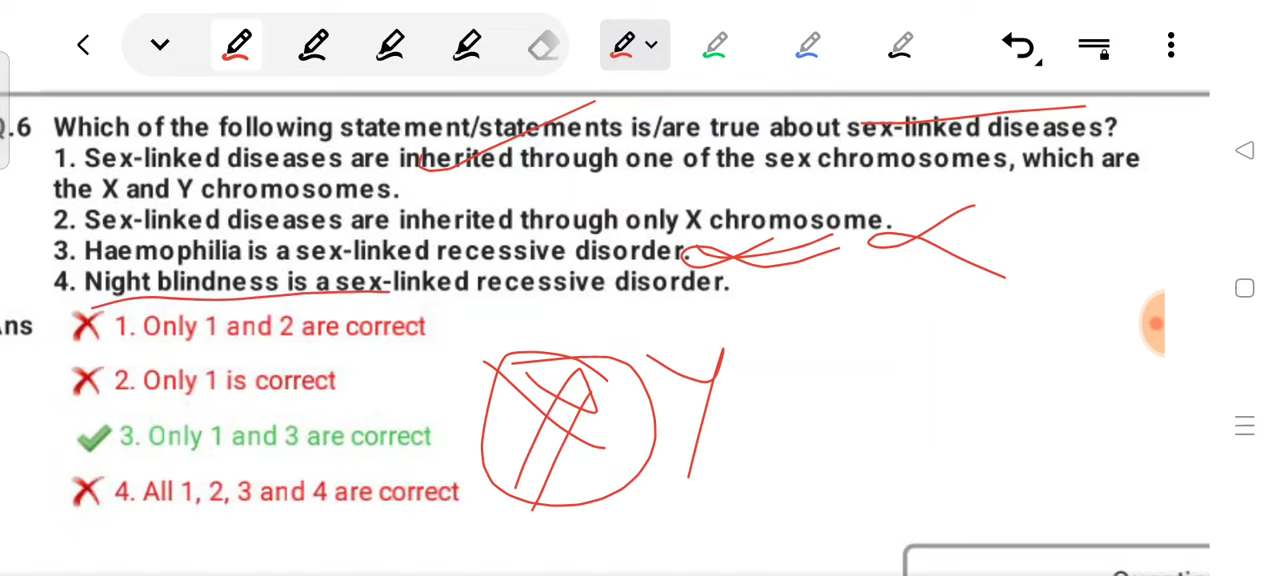 .6 Which of the following statement/statements is/are true about sex-linked diseases?
1. Sex-linked diseases are inherited through one of the sex chromosomes, which are
the X and Y chromosomes.
2. Sex-linked diseases are inherited through only X chromosome.
3. Haemophilia is a sex-linked recessive disorder.
4. Night blindness is a sex-linked recessive disorder.
ns
1. Only 1 and 2 are correct
2. Only 1 is correct
3. Only 1 and 3 are correct
4. All 1, 2, 3 and 4 are correct
Y